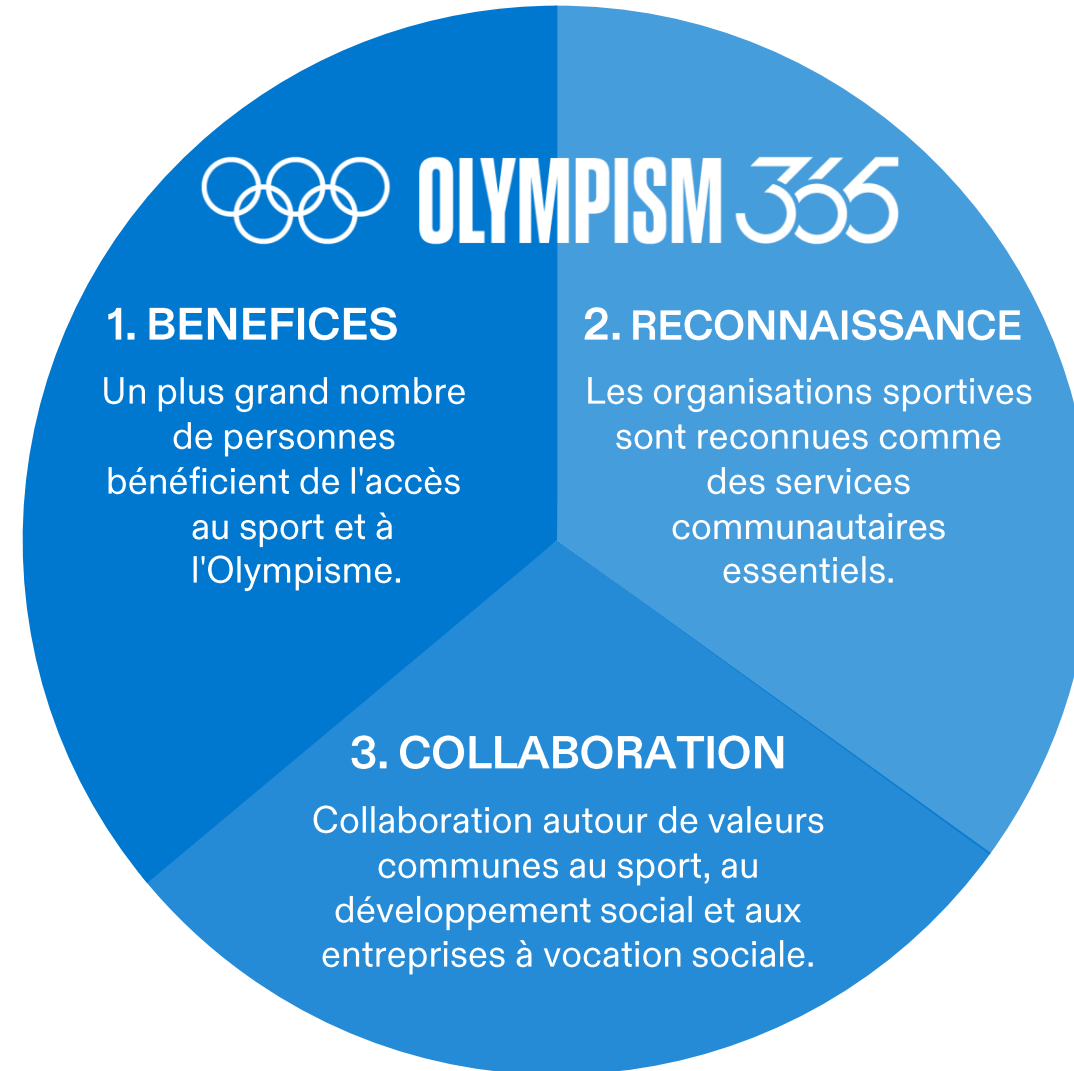 OLYMPISM 365
1. BENEFICES
Un plus grand nombre
de personnes
bénéficient de l'accès
au sport et à
l'Olympisme.
2. RECONNAISSANCE
Les organisations sportives
sont reconnues comme
des services
communautaires
essentiels.
3. COLLABORATION
Collaboration autour de valeurs
communes au sport, au
développement social et aux
entreprises à vocation sociale.